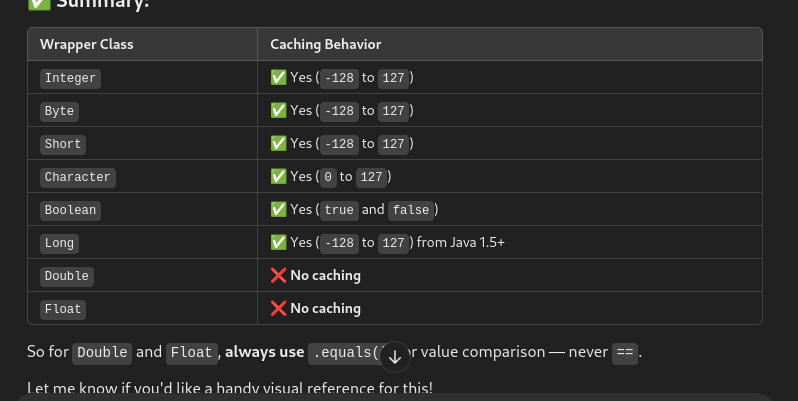 ✅ Summary:
Wrapper Class Caching Behavior
Integer ✅ Yes (-128 to 127)
Byte ✅ Yes (-128 to 127)
Short ✅ Yes (-128 to 127)
Character ✅ Yes (0 to 127)
Boolean ✅ Yes (true and false)
Long ✅ Yes (-128 to 127) from Java 1.5+
Double ❌ No caching
Float ❌ No caching
So for Double and Float, always use .equals( value comparison — never ==.
Let me know if you'd like a handy visual reference for this!